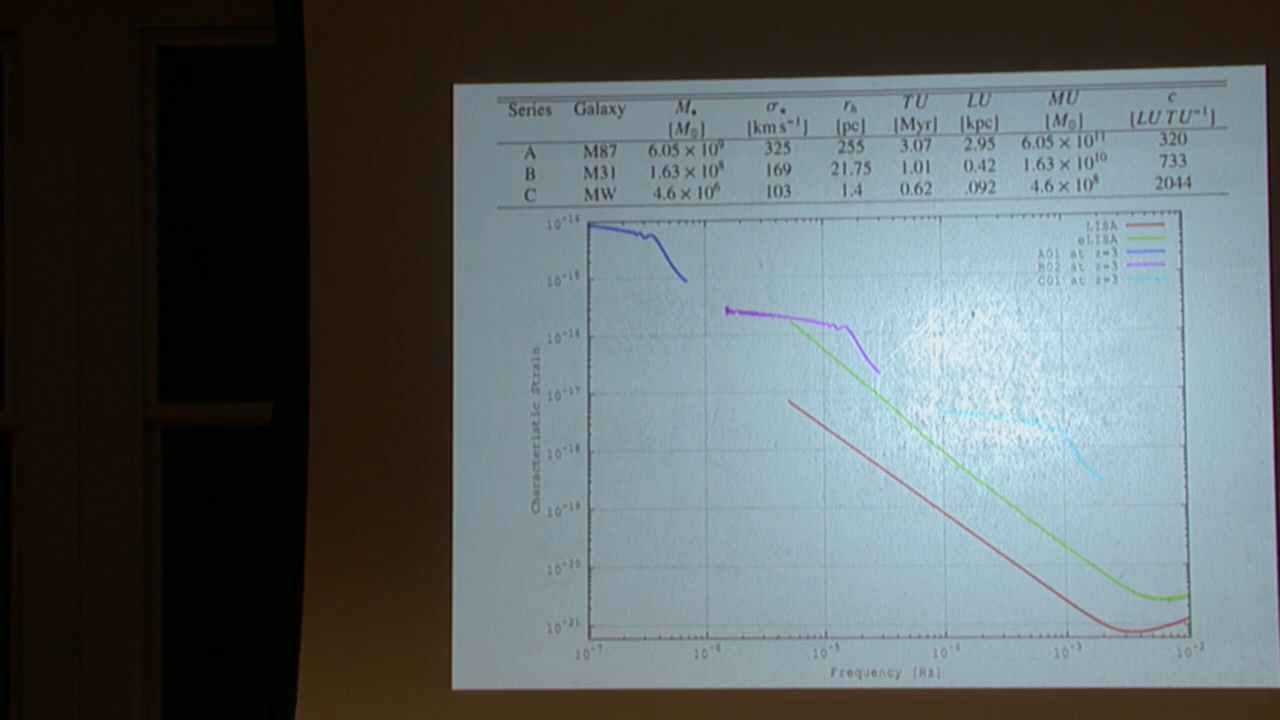 Series Galaxy M• σ* rₕ TU LU MU c
[M⊙] [km s⁻¹] [pc] [Myr] [kpc] [M⊙] [LU TU⁻¹]
A M87 6.05 × 10⁹ 325 255 3.07 2.95 6.05 × 10¹¹ 320
B M31 1.63 × 10⁸ 169 21.75 1.01 0.42 1.63 × 10¹⁰ 733
C MW 4.6 × 10⁶ 103 1.4 0.62 .092 4.6 × 10⁸ 2044
LISA
eLISA
A01 at z=3
B02 at z=3
C01 at z=3
10⁻¹⁴
10⁻¹⁵
10⁻¹⁶
10⁻¹⁷
10⁻¹⁸
10⁻¹⁹
10⁻²⁰
10⁻²¹
Characteristic Strain
10⁻⁷ 10⁻⁶ 10⁻⁵ 10⁻⁴ 10⁻³ 10⁻²
Frequency [Hz]